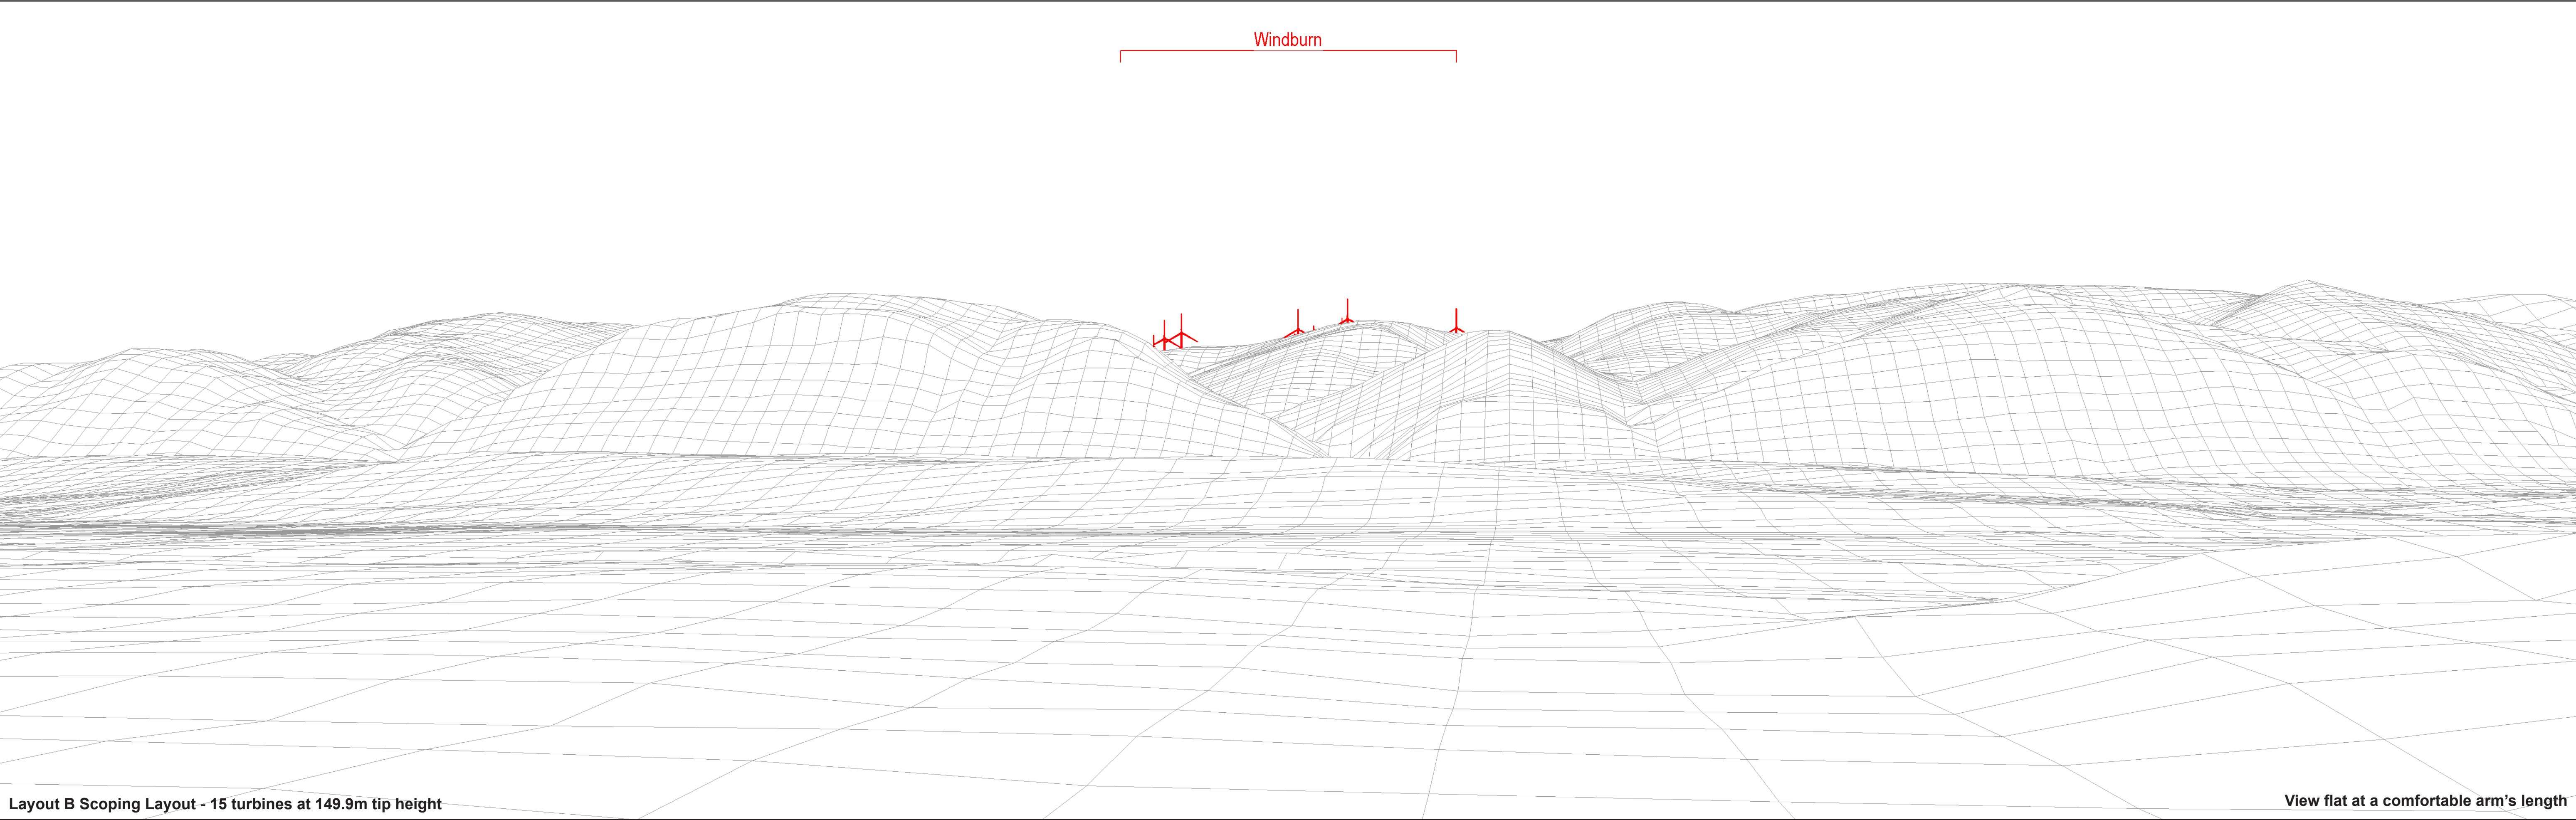 Windburn
Layout B Scoping Layout - 15 turbines at 149.9m tip height
View flat at a comfortable arm’s length